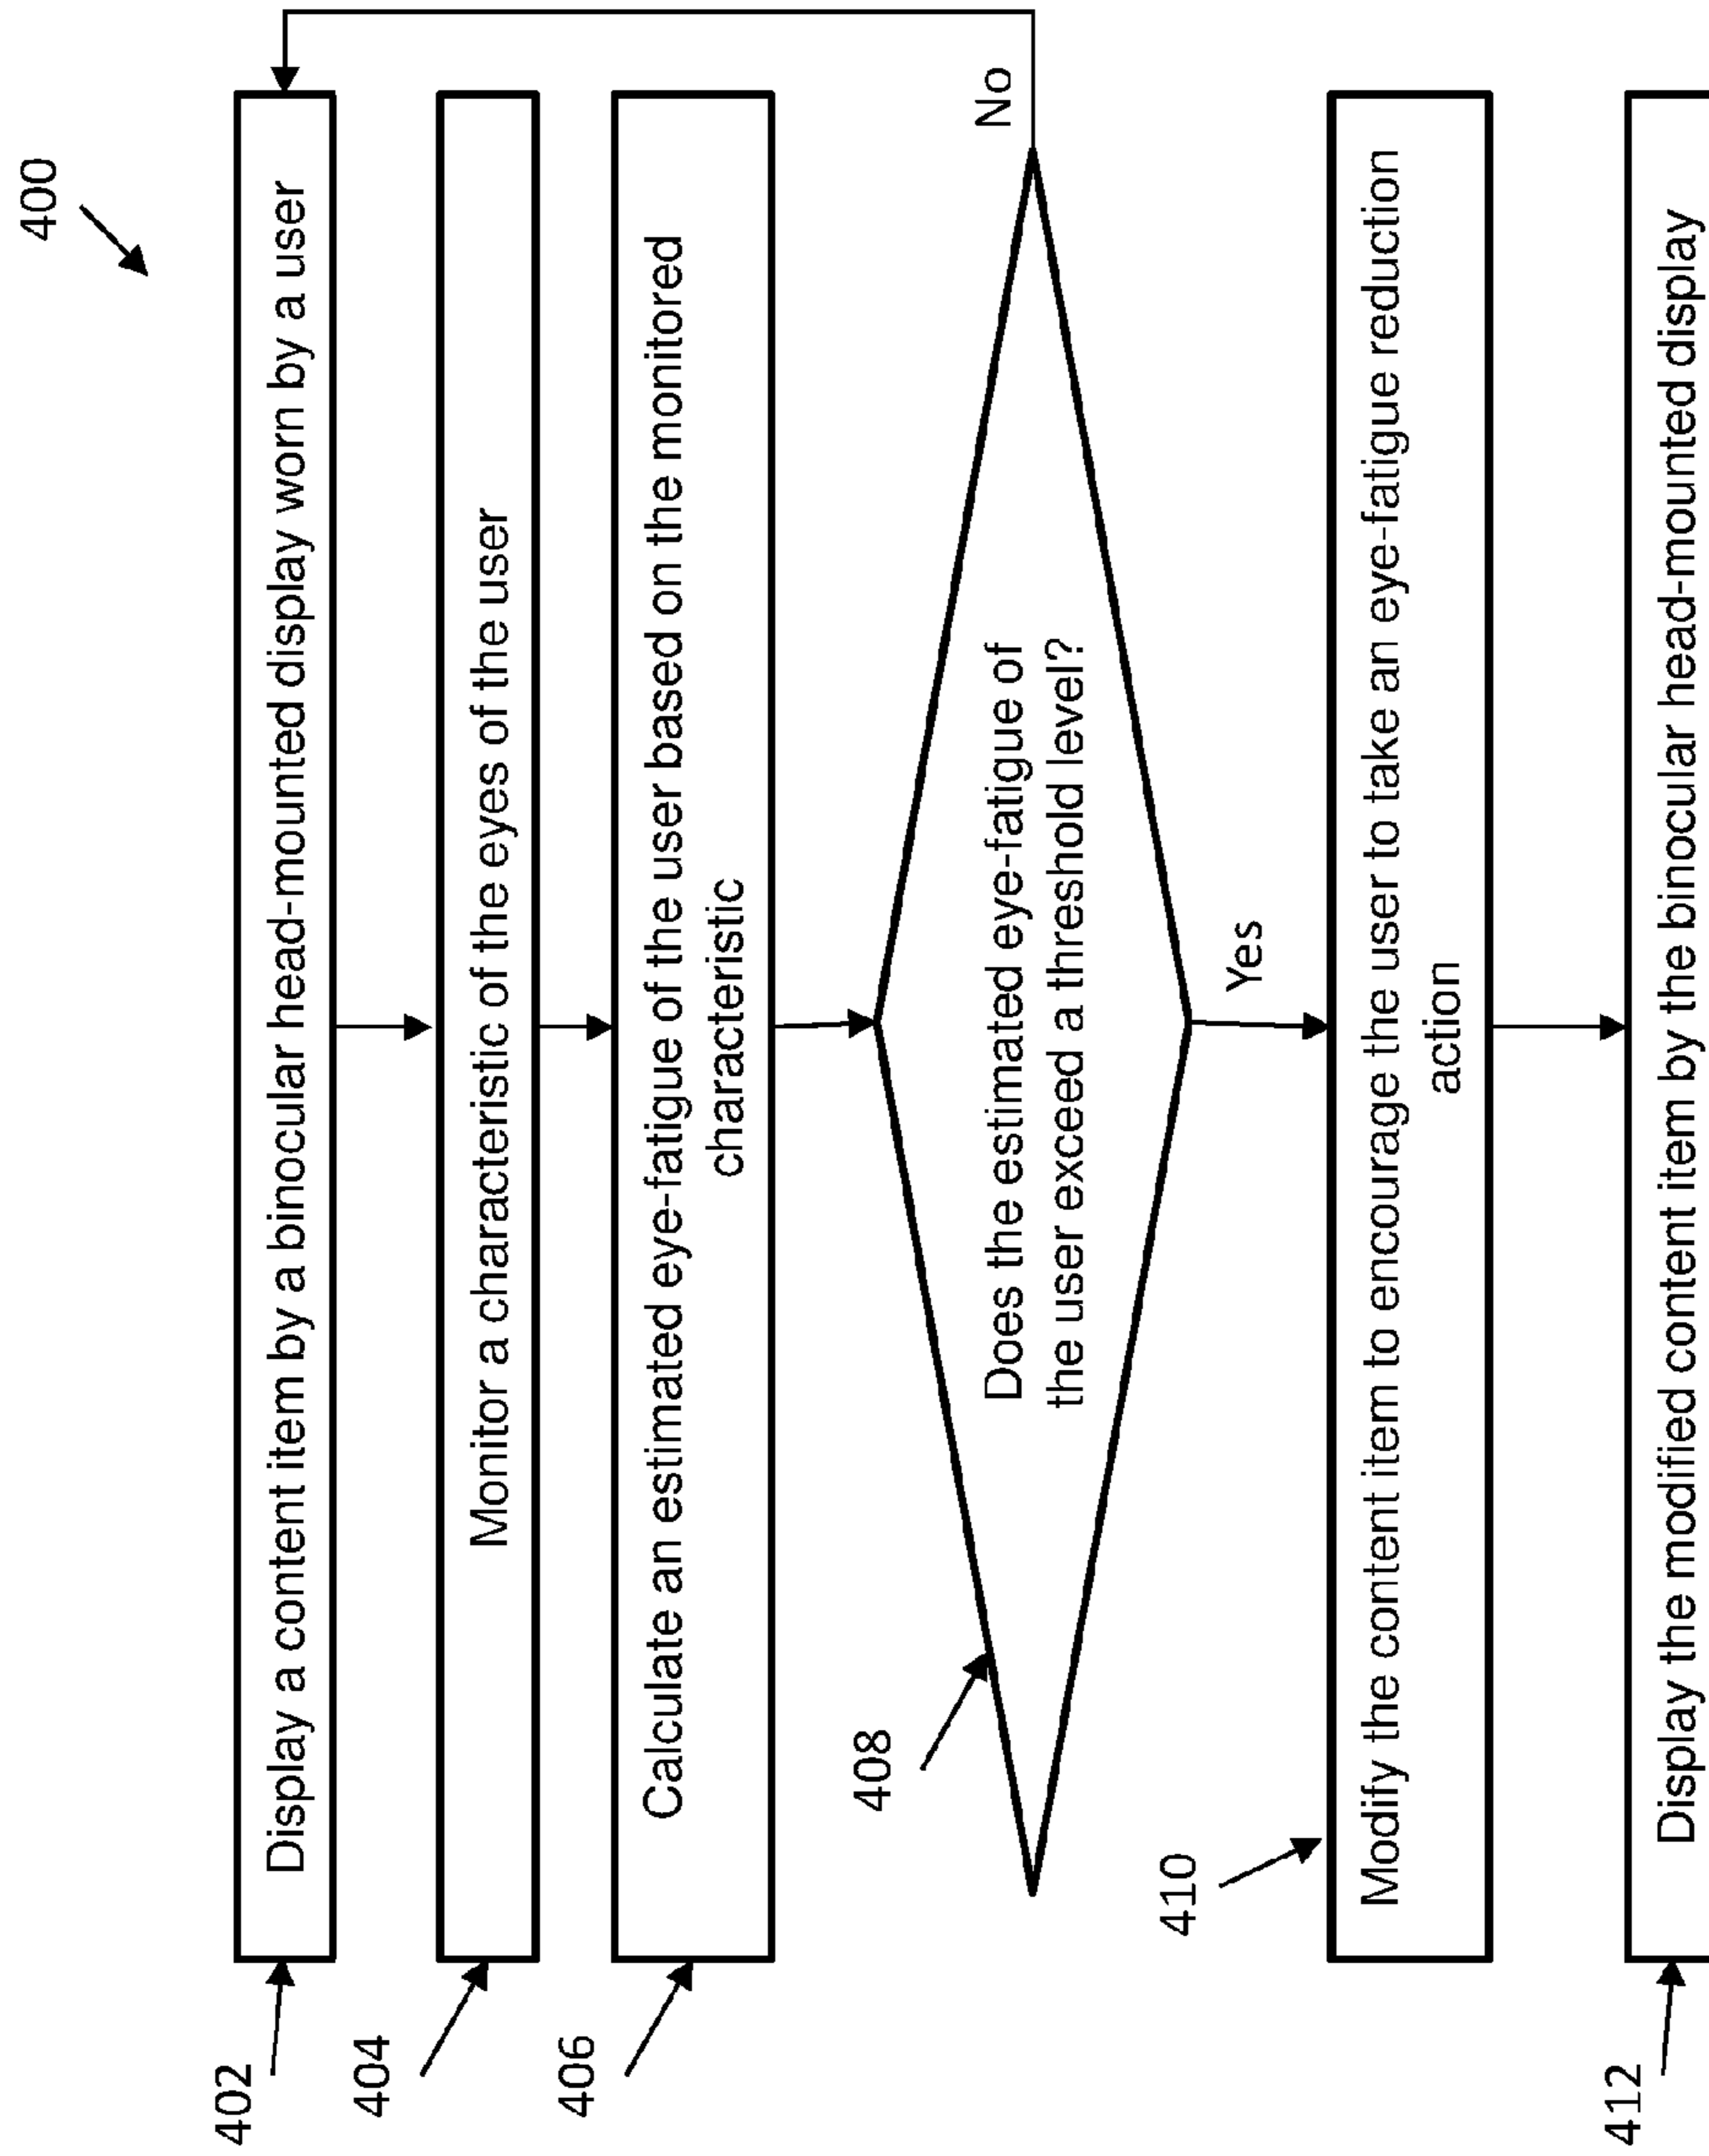 400
402
Display a content item by a binocular head-mounted display worn by a user
404
Monitor a characteristic of the eyes of the user
406
Calculate an estimated eye-fatigue of the user based on the monitored
characteristic
408
Does the estimated eye-fatigue of
the user exceed a threshold level?
No
Yes
410
Modify the content item to encourage the user to take an eye-fatigue reduction
action
412
Display the modified content item by the binocular head-mounted display